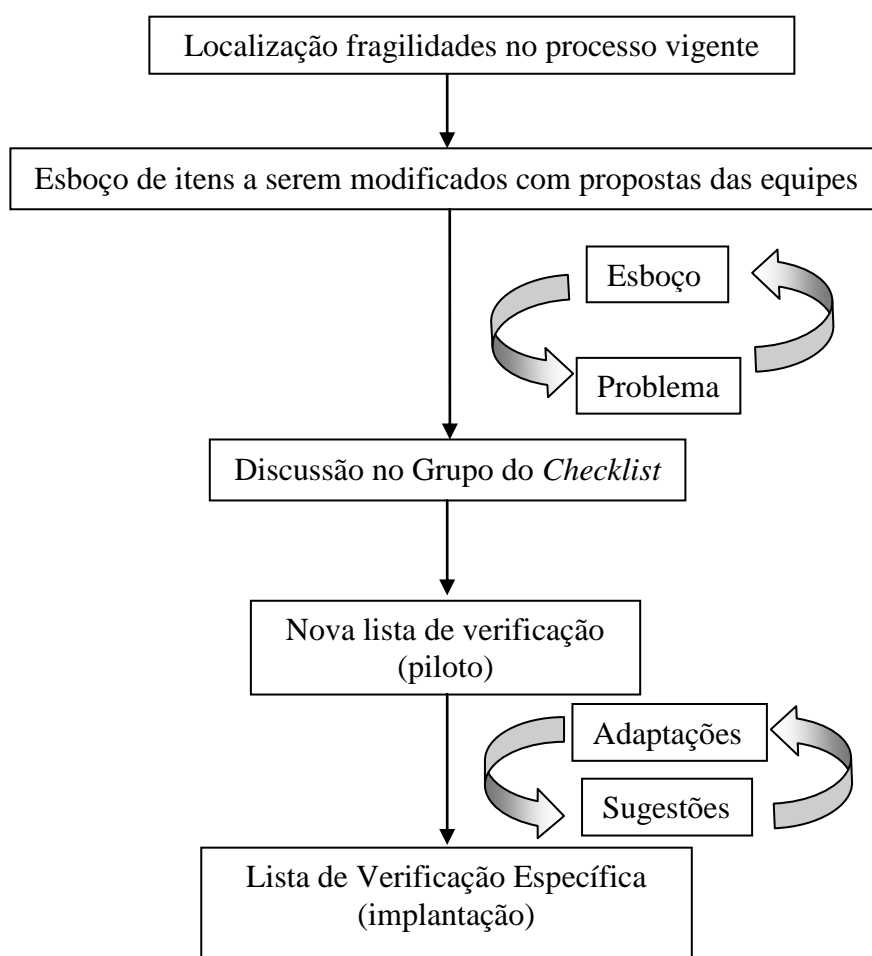 Localização fragilidades no processo vigente
Esboço de itens a serem modificados com propostas das equipes
Esboço
Problema
Discussão no Grupo do Checklist
Nova lista de verificação
(piloto)
Adaptações
Sugestões
Lista de Verificação Específica
(implantação)